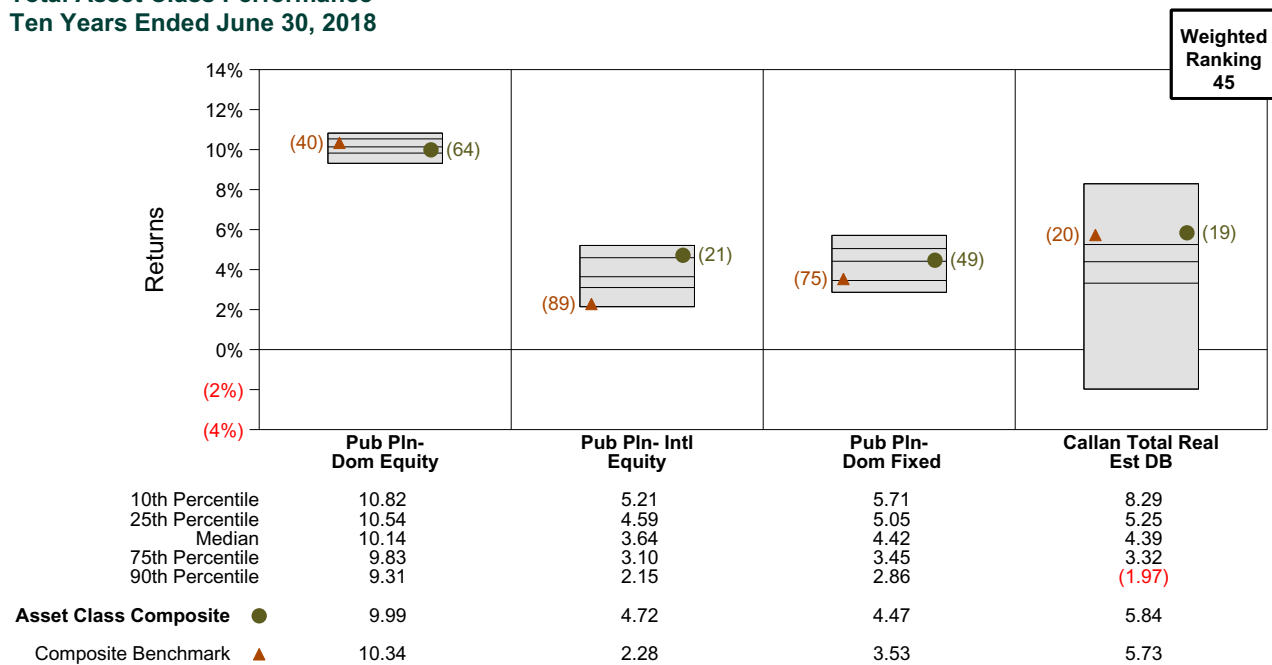 Total Asset Class Performance
Ten Years Ended June 30, 2018
Weighted
Ranking
45
14%
12%
10%
8%
6%
4%
2%
0%
(2%)
(4%)
Returns
(40) (64)
(89) (21)
(75) (49)
(20) (19)
Pub Pln- Dom Equity
Pub Pln- Intl Equity
Pub Pln- Dom Fixed
Callan Total Real Est DB
10th Percentile 10.82 5.21 5.71 8.29
25th Percentile 10.54 4.59 5.05 5.25
Median 10.14 3.64 4.42 4.39
75th Percentile 9.83 3.10 3.45 3.32
90th Percentile 9.31 2.15 2.86 (1.97)
Asset Class Composite 9.99 4.72 4.47 5.84
Composite Benchmark 10.34 2.28 3.53 5.73